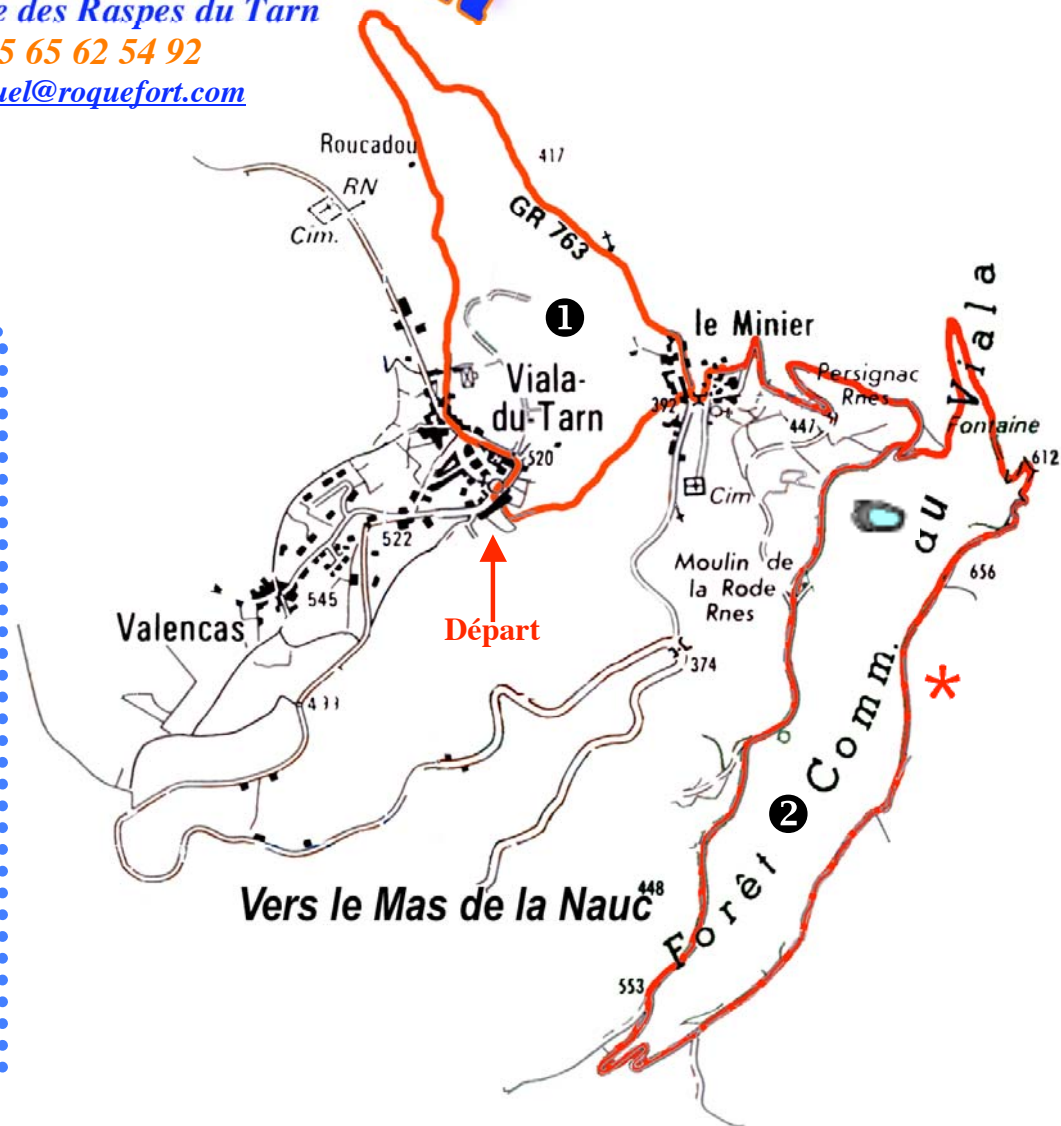 e des Raspes du Tarn
5 65 62 54 92
uel@roquefort.com
Roucadou
RN
Cim.
417
GR 763
❶
le Minier
Viala-
du-Tarn
392
520
Persignac
Rnes
447
Fontaine
612
Cim
522
545
Valencas
Départ
Moulin de
la Rode
Rnes
656
374
*
❷
Forêt Comm. au Viala
Vers le Mas de la Nauc
448
553